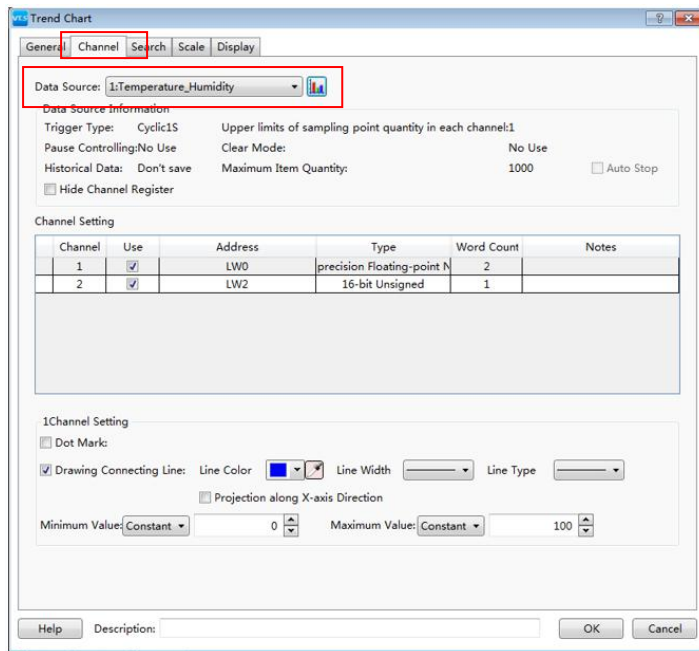 VT5 Trend Chart
General Channel Search Scale Display
Data Source: 1:Temperature_Humidity
Data Source Information
Trigger Type: Cyclic1S Upper limits of sampling point quantity in each channel:1
Pause Controlling:No Use Clear Mode: No Use
Historical Data: Don't save Maximum Item Quantity: 1000 Auto Stop
Hide Channel Register
Channel Setting
Channel Use Address Type Word Count Notes
1 LW0 precision Floating-point N 2
2 LW2 16-bit Unsigned 1
1Channel Setting
Dot Mark:
Drawing Connecting Line: Line Color Line Width Line Type
Projection along X-axis Direction
Minimum Value: Constant 0 Maximum Value: Constant 100
Help Description: OK Cancel